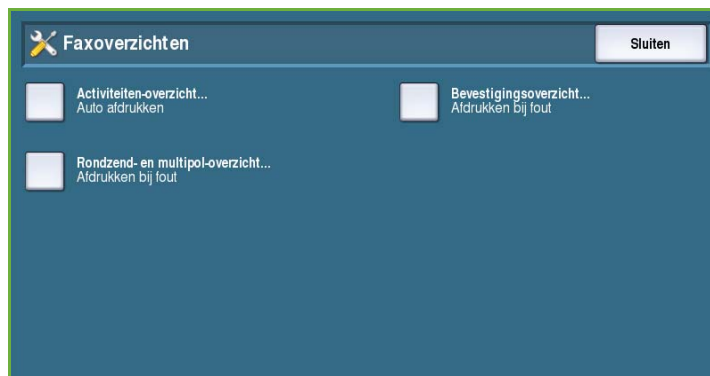 Faxoverzichten
Sluiten
Activiteiten-overzicht...
Auto afdrukken
Bevestigingsoverzicht...
Afdrukken bij fout
Rondzend- en multipol-overzicht...
Afdrukken bij fout